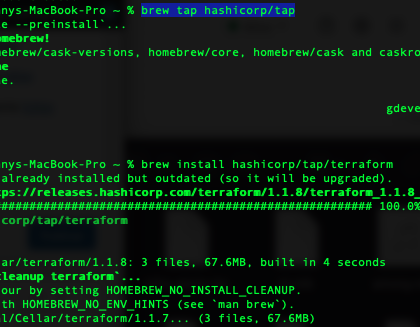 nys-MacBook-Pro ~ % brew tap hashicorp/tap
e --preinstall`...
omebrew!
mebrew/cask-versions, homebrew/core, homebrew/cask and caskro
ne
e.
gdeve
nys-MacBook-Pro ~ % brew install hashicorp/tap/terraform
already installed but outdated (so it will be upgraded).
tps://releases.hashicorp.com/terraform/1.1.8/terraform_1.1.8_
################################################### 100.0%
corp/tap/terraform
ar/terraform/1.1.8: 3 files, 67.6MB, built in 4 seconds
cleanup terraform`...
our by setting HOMEBREW_NO_INSTALL_CLEANUP.
th HOMEBREW_NO_ENV_HINTS (see `man brew`).
l/Cellar/terraform/1.1.7... (3 files, 67.6MB)